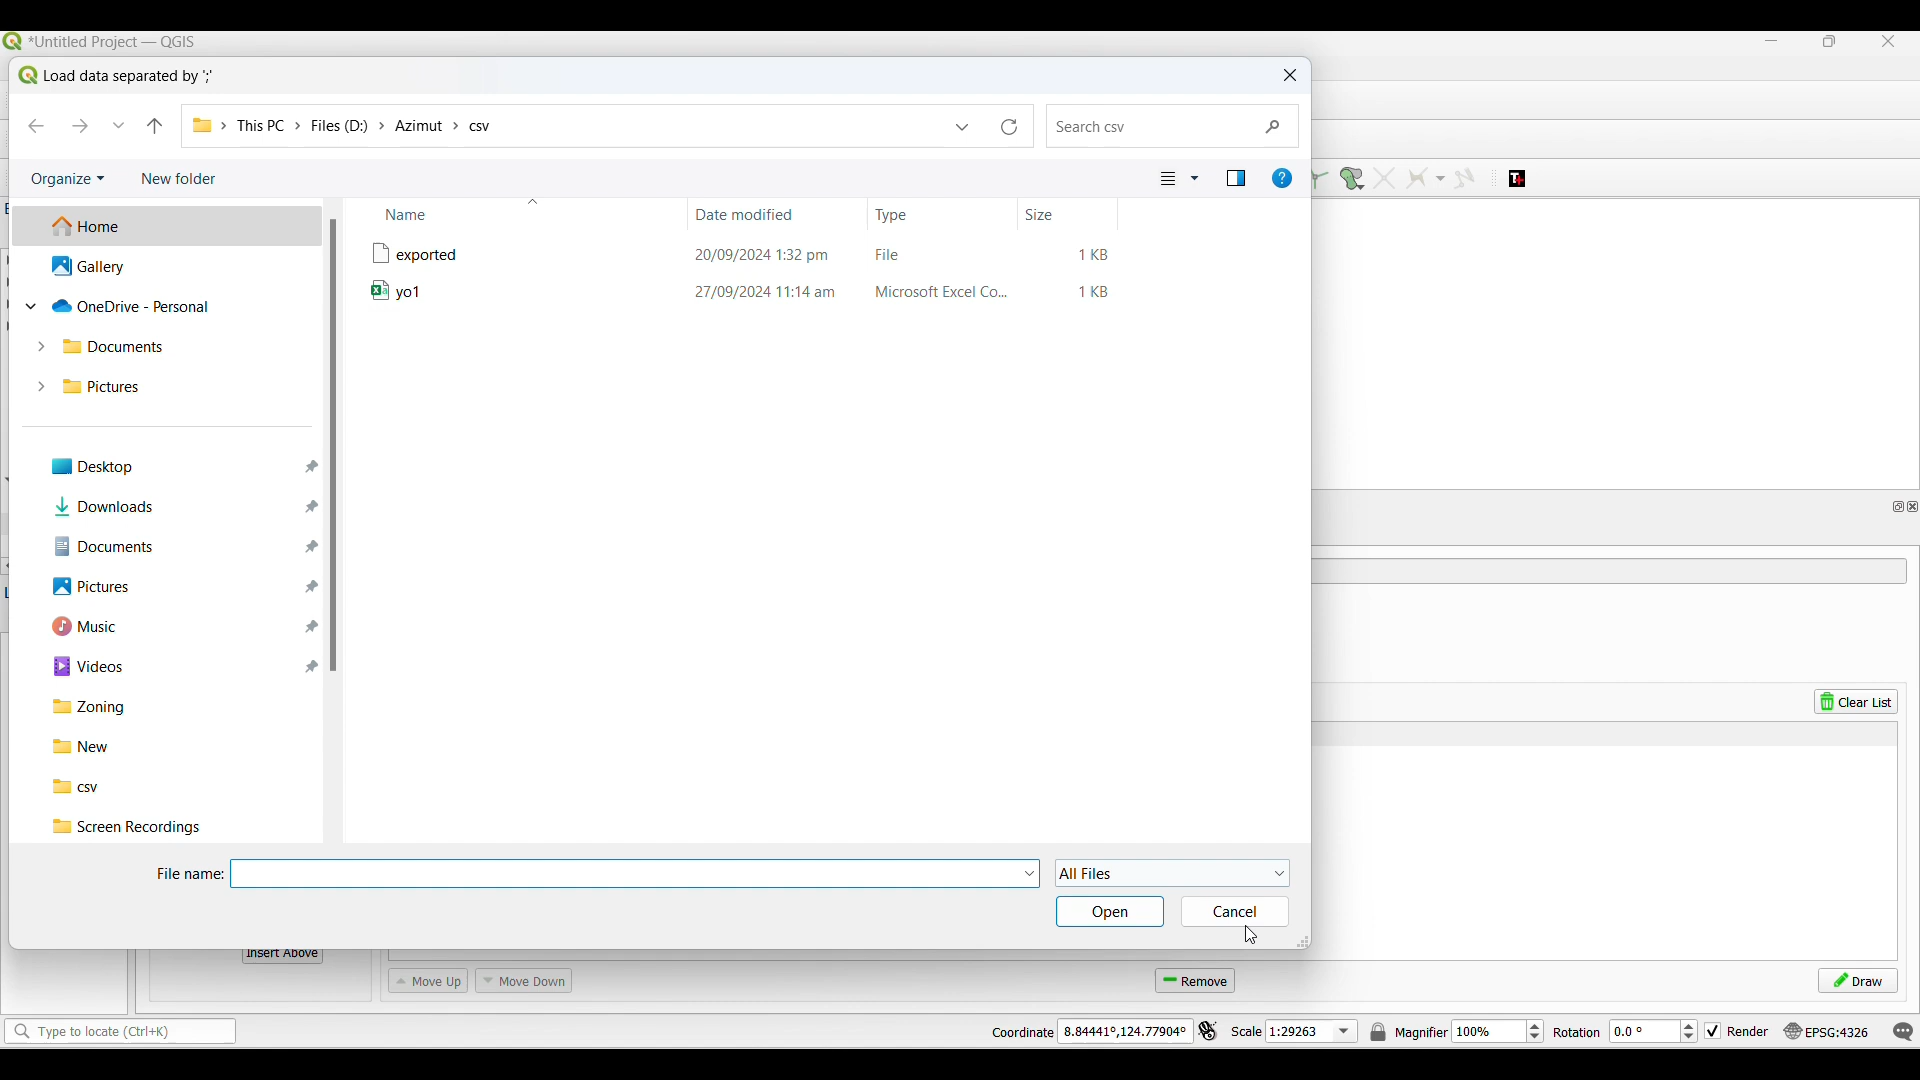 *Untitled Project — QGIS
Load data separated by ';'
This PC > Files (D:) > Azimut > csv
Search csv
Organize
New folder
Home
Gallery
OneDrive - Personal
Documents
Pictures
Desktop
Downloads
Documents
Pictures
Music
Videos
Zoning
New
csv
Screen Recordings
Name Date modified Type Size
exported 20/09/2024 1:32 pm File 1 KB
yo1 27/09/2024 11:14 am Microsoft Excel Co... 1 KB
File name:
All Files
Open
Cancel
Clear List
Insert Above
Move Up
Move Down
Remove
Draw
Type to locate (Ctrl+K)
Coordinate 8.84441°,124.77904°
Scale 1:29263
Magnifier 100%
Rotation 0.0 °
Render
EPSG:4326